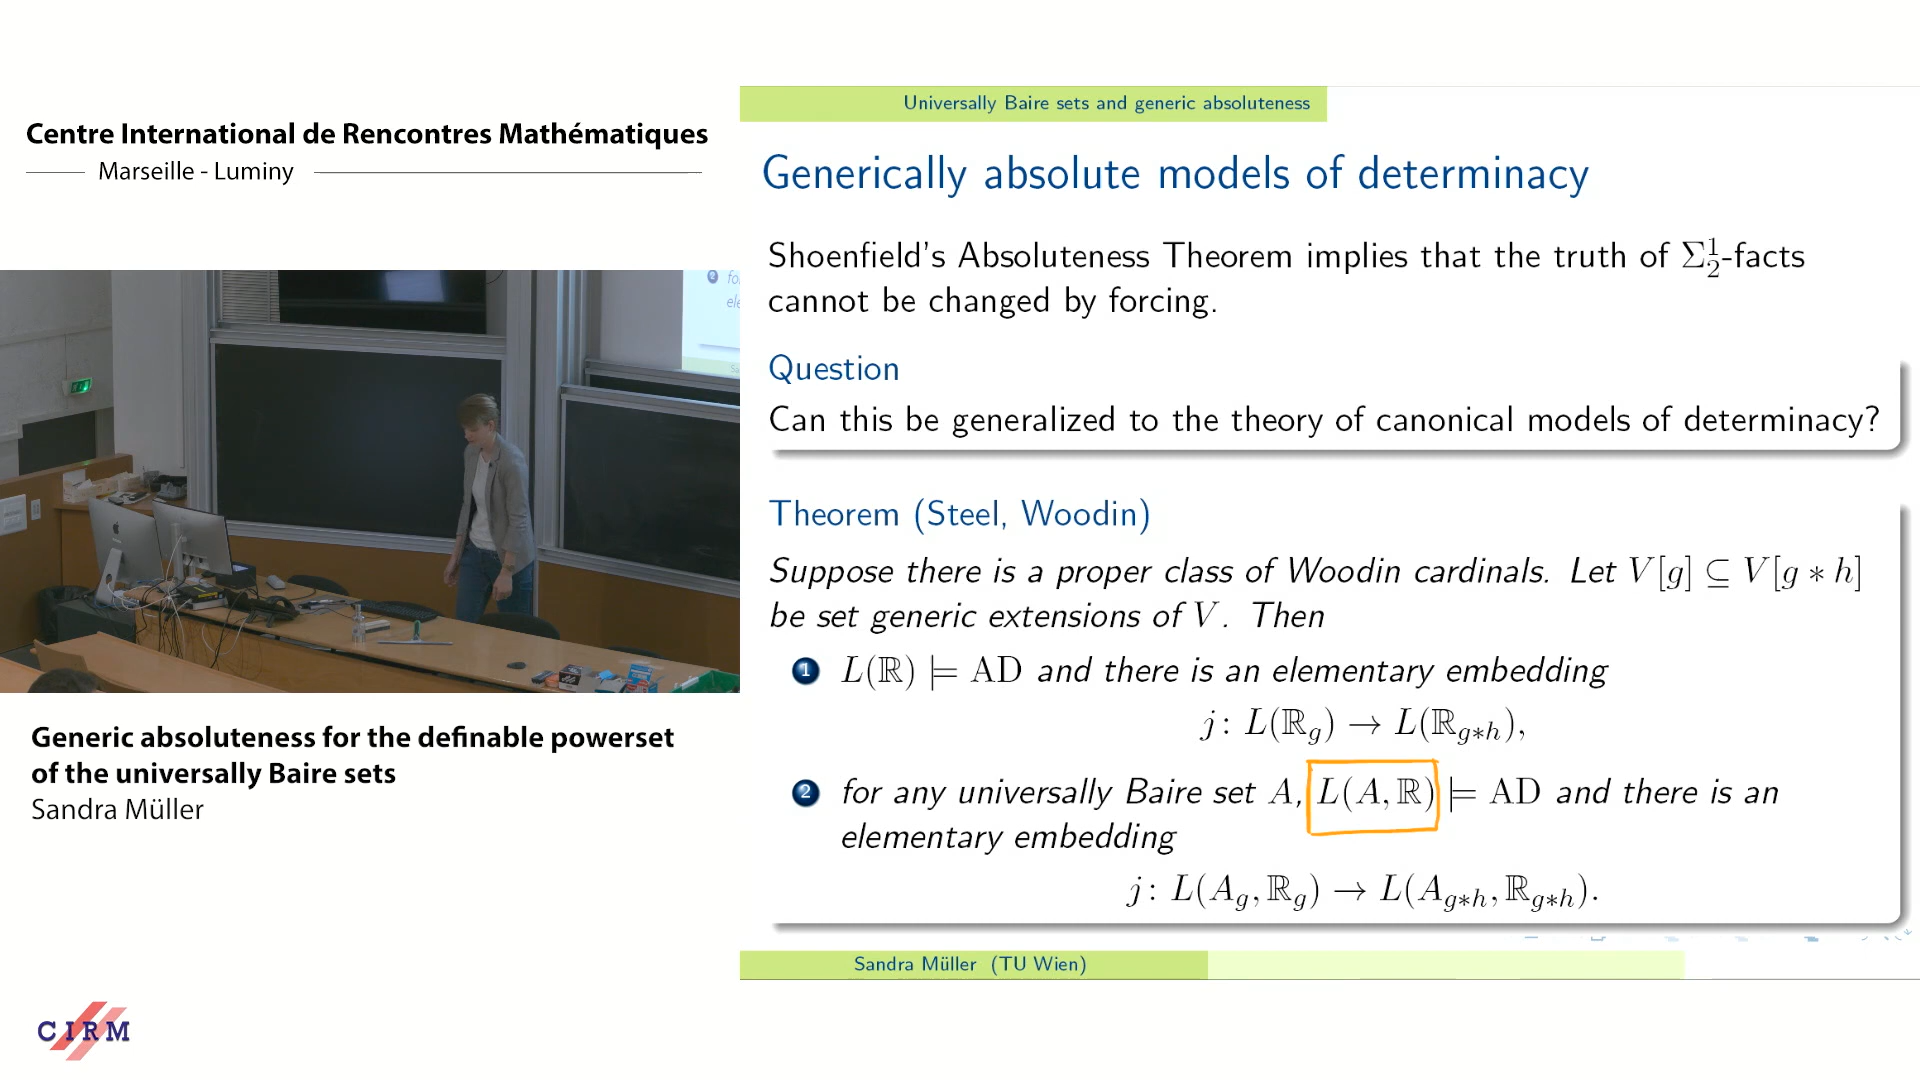 Centre International de Rencontres Mathématiques
Marseille - Luminy
Generic absoluteness for the definable powerset
of the universally Baire sets
Sandra Müller
CIRM
Universally Baire sets and generic absoluteness
Generically absolute models of determinacy
Shoenfield's Absoluteness Theorem implies that the truth of Σ¹₂-facts
cannot be changed by forcing.
Question
Can this be generalized to the theory of canonical models of determinacy?
Theorem (Steel, Woodin)
Suppose there is a proper class of Woodin cardinals. Let V[g] ⊆ V[g * h]
be set generic extensions of V. Then
1 L(ℝ) ⊨ AD and there is an elementary embedding
j: L(ℝ_g) → L(ℝ_{g*h}),
2 for any universally Baire set A, L(A, ℝ) ⊨ AD and there is an
elementary embedding
j: L(A_g, ℝ_g) → L(A_{g*h}, ℝ_{g*h}).
Sandra Müller (TU Wien)